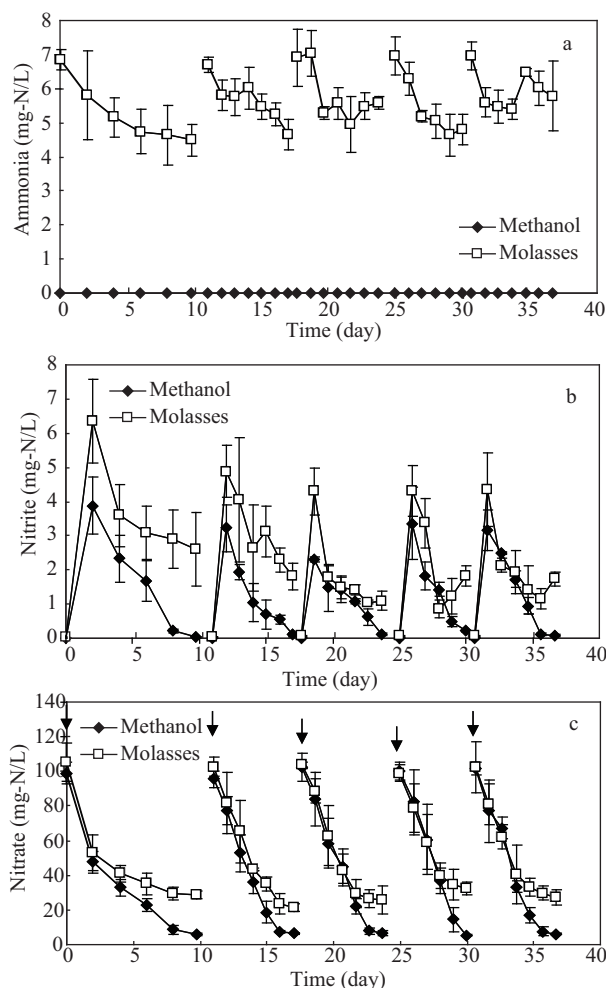 8
7
6
5
4
3
2
1
0
Ammonia (mg-N/L)
a
Methanol
Molasses
0 5 10 15 20 25 30 35 40
Time (day)
8
7
6
5
4
3
2
1
0
Nitrite (mg-N/L)
b
Methanol
Molasses
0 5 10 15 20 25 30 35 40
Time (day)
140
120
100
80
60
40
20
0
Nitrate (mg-N/L)
c
Methanol
Molasses
0 5 10 15 20 25 30 35 40
Time (day)